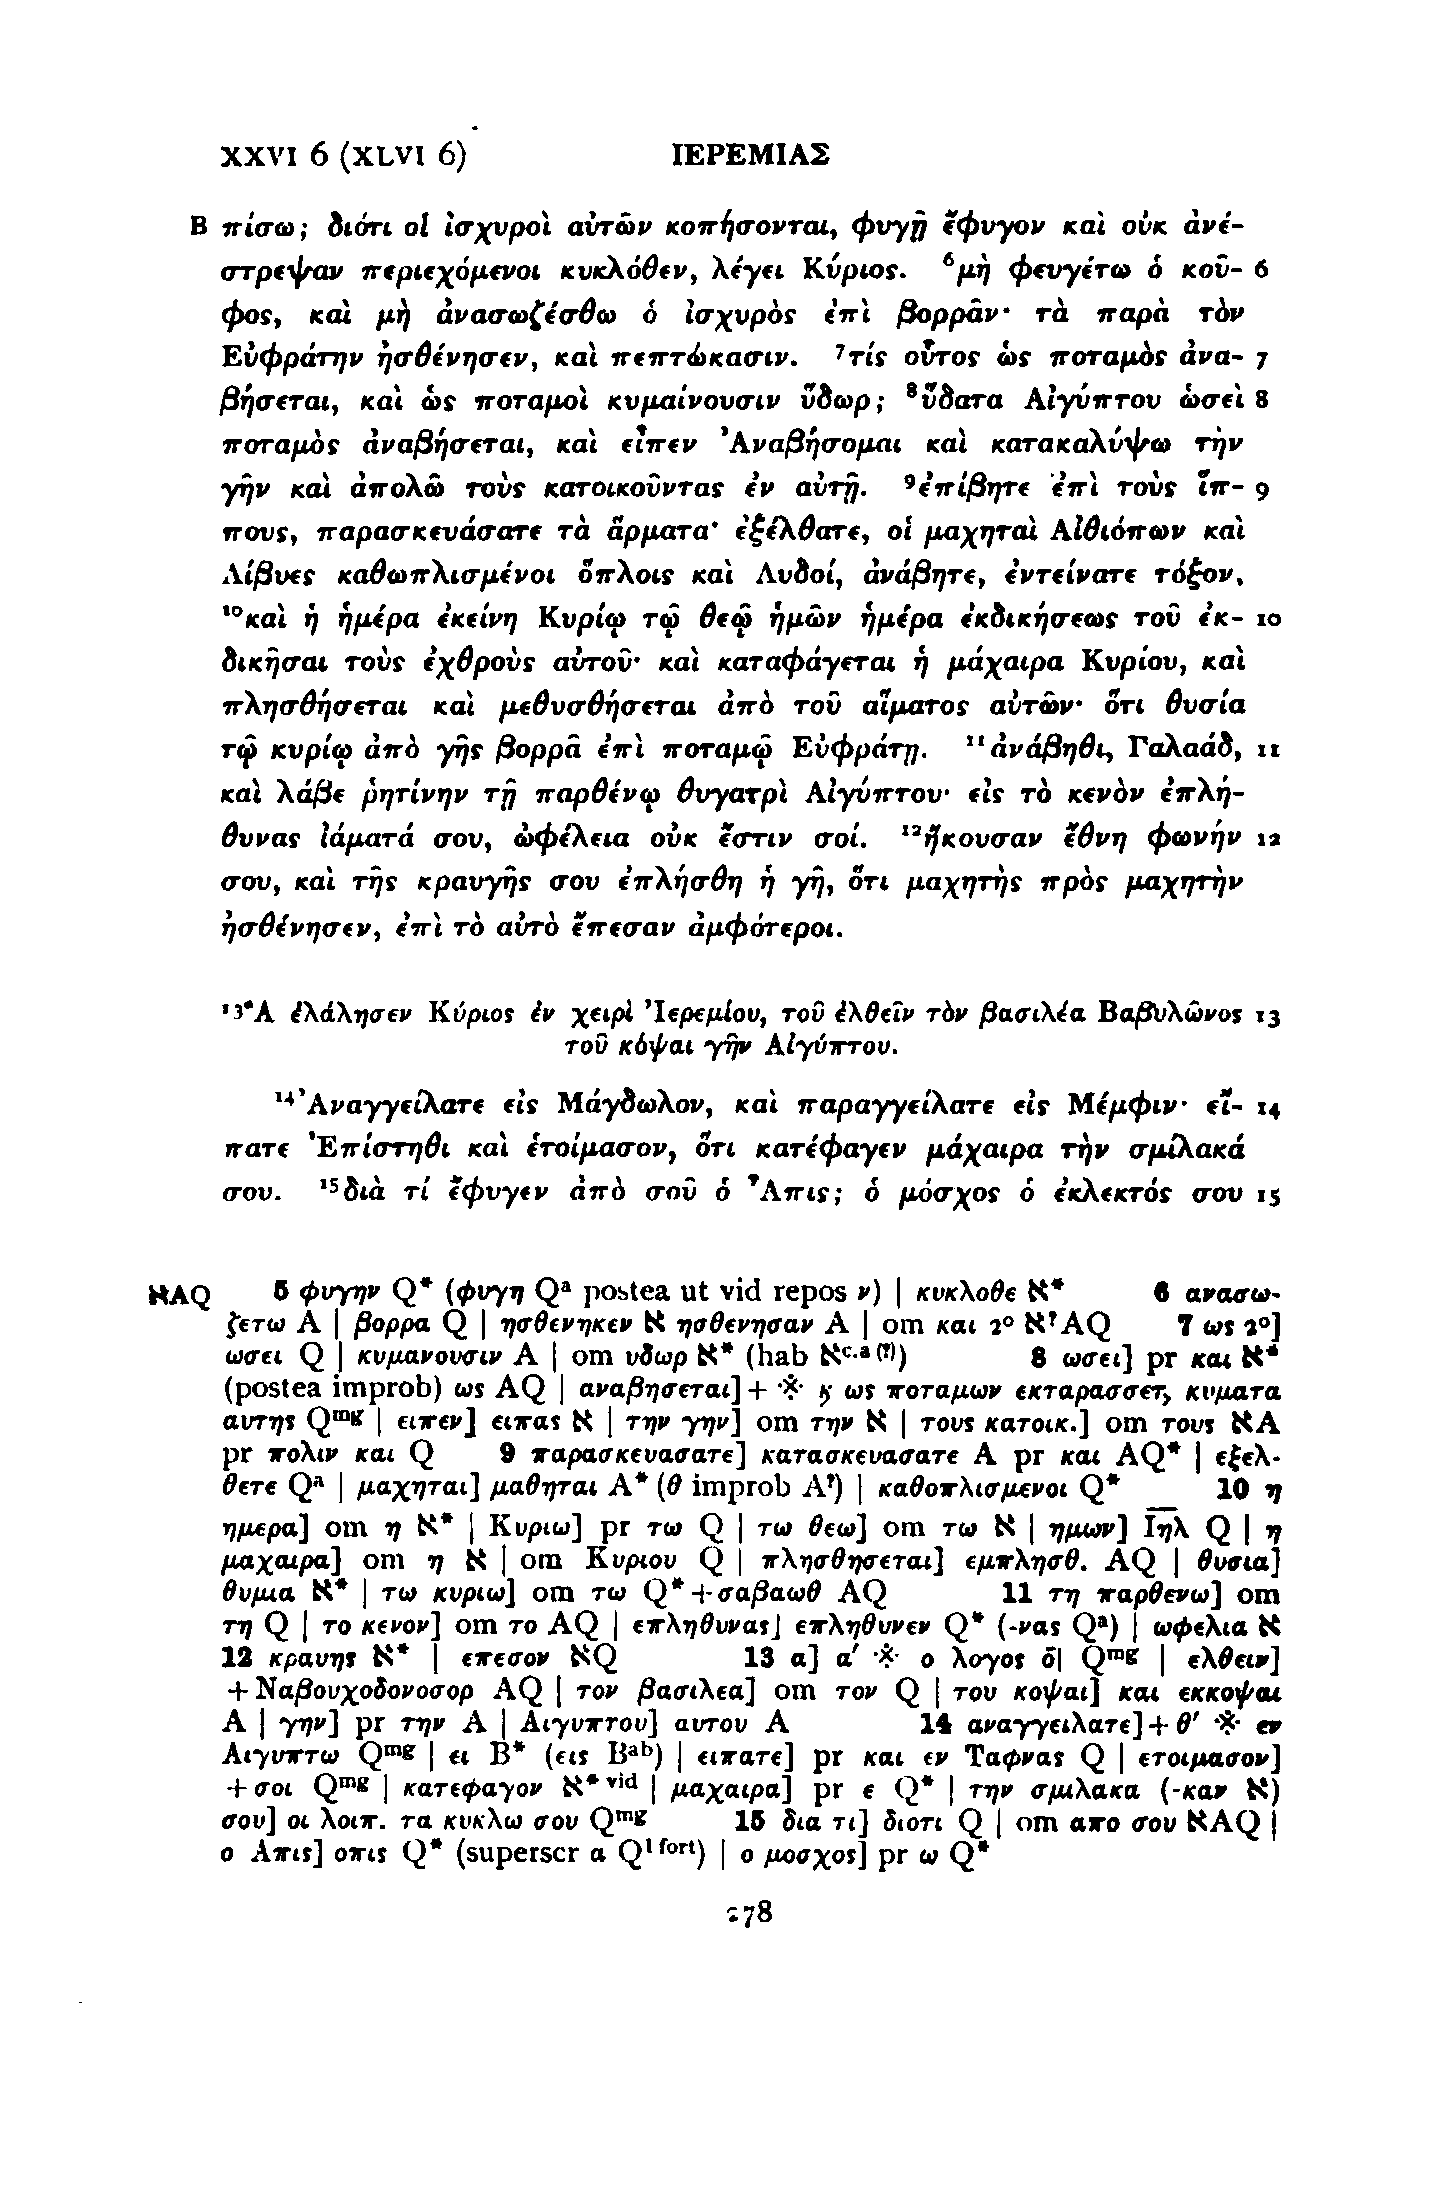 XXVI 6 (XLVI 6) ΙΕΡΕΜΙΑΣ
B πίσω; διότι οἱ ἰσχυροὶ αὐτῶν κοπήσονται, φυγῇ ἔφυγον καὶ οὐκ ἀνέ-
στρεψαν περιεχόμενοι κυκλόθεν, λέγει Κύριος. ⁶μὴ φευγέτω ὁ κοῦ- 6
φος, καὶ μὴ ἀνασωζέσθω ὁ ἰσχυρὸς ἐπὶ βορρᾶν· τὰ παρὰ τὸν
Εὐφράτην ἠσθένησεν, καὶ πεπτώκασιν. ⁷τίς οὗτος ὡς ποταμὸς ἀνα- 7
βήσεται, καὶ ὡς ποταμοὶ κυμαίνουσιν ὕδωρ; ⁸ὕδατα Αἰγύπτου ὡσεὶ 8
ποταμὸς ἀναβήσεται, καὶ εἶπεν Ἀναβήσομαι καὶ κατακαλύψω τὴν
γῆν καὶ ἀπολῶ τοὺς κατοικοῦντας ἐν αὐτῇ. ⁹ἐπίβητε ἐπὶ τοὺς ἵπ- 9
πους, παρασκευάσατε τὰ ἅρματα· ἐξέλθατε, οἱ μαχηταὶ Αἰθιόπων καὶ
Λίβυες καθωπλισμένοι ὅπλοις καὶ Λυδοί, ἀνάβητε, ἐντείνατε τόξον,
¹⁰καὶ ἡ ἡμέρα ἐκείνη Κυρίῳ τῷ θεῷ ἡμῶν ἡμέρα ἐκδικήσεως τοῦ ἐκ- 10
δικῆσαι τοὺς ἐχθροὺς αὐτοῦ· καὶ καταφάγεται ἡ μάχαιρα Κυρίου, καὶ
πλησθήσεται καὶ μεθυσθήσεται ἀπὸ τοῦ αἵματος αὐτῶν· ὅτι θυσία
τῷ κυρίῳ ἀπὸ γῆς βορρᾶ ἐπὶ ποταμῷ Εὐφράτῃ. ¹¹ἀνάβηθι, Γαλαάδ, 11
καὶ λάβε ῥητίνην τῇ παρθένῳ θυγατρὶ Αἰγύπτου· εἰς τὸ κενὸν ἐπλή-
θυνας ἰάματά σου, ὠφέλεια οὐκ ἔστιν σοί. ¹²ἤκουσαν ἔθνη φωνήν 12
σου, καὶ τῆς κραυγῆς σου ἐπλήσθη ἡ γῆ, ὅτι μαχητὴς πρὸς μαχητὴν
ἠσθένησεν, ἐπὶ τὸ αὐτὸ ἔπεσαν ἀμφότεροι.
¹³Ἃ ἐλάλησεν Κύριος ἐν χειρὶ Ἰερεμίου, τοῦ ἐλθεῖν τὸν βασιλέα Βαβυλῶνος 13
τοῦ κόψαι γῆν Αἰγύπτου.
¹⁴Ἀναγγείλατε εἰς Μάγδωλον, καὶ παραγγείλατε εἰς Μέμφιν· εἴ- 14
πατε Ἐπίστηθι καὶ ἑτοίμασον, ὅτι κατέφαγεν μάχαιρα τὴν σμίλακά
σου. ¹⁵διὰ τί ἔφυγεν ἀπὸ σοῦ ὁ Ἆπις; ὁ μόσχος ὁ ἐκλεκτός σου 15
אAQ 5 φυγην Q* (φυγη Qᵃ postea ut vid repos ν) | κυκλοθε א* 6 ανασω-
ζετω A | βορρα Q | ησθενηκεν א ησθενησαν A | om και 2° א?AQ 7 ως 2°]
ωσει Q | κυμανουσιν A | om υδωρ א* (hab אᶜ·ᵃ⁽?⁾) 8 ωσει] pr και א*
(postea improb) ως AQ | αναβησεται] + ※ ϗ ως ποταμων εκταρασσετ, κυματα
αυτης Qᵐᵍ | ειπεν] ειπας א | την γην] om την א | τους κατοικ.] om τους אA
pr πολιν και Q 9 παρασκευασατε] κατασκευασατε A pr και AQ* | εξελ-
θετε Qᵃ | μαχηται] μαθηται A* (θ improb A?) | καθοπλισμενοι Q* 10 η
ημερα] om η א* | Κυριω] pr τω Q | τω θεω] om τω א | ημων] Ιηλ Q | η
μαχαιρα] om η א | om Κυριου Q | πλησθησεται] εμπλησθ. AQ | θυσια]
θυμια א* | τω κυριω] om τω Q* + σαβαωθ AQ 11 τη παρθενω] om
τη Q | το κενον] om το AQ | επληθυνας] επληθυνεν Q* (-νας Qᵃ) | ωφελια א
12 κραυης א* | επεσον אQ 13 α] α′ ※ ο λογος ο̄| Qᵐᵍ | ελθειν]
+ Ναβουχοδονοσορ AQ | τον βασιλεα] om τον Q | του κοψαι] και εκκοψαι
A | γην] pr την A | Αιγυπτου] αυτου A 14 αναγγειλατε] + θ′ ※ εν
Αιγυπτω Qᵐᵍ | ει B* (εις Bᵃᵇ) | ειπατε] pr και εν Ταφνας Q | ετοιμασον]
+ σοι Qᵐᵍ | κατεφαγον א* ᵛⁱᵈ | μαχαιρα] pr ε Q* | την σμιλακα (-καν א)
σου] οι λοιπ. τα κυκλω σου Qᵐᵍ 15 δια τι] διοτι Q | om απο σου אAQ |
ο Απις] οπις Q* (superscr α Q¹ ᶠᵒʳᵗ) | ο μοσχος] pr ω Q*
278